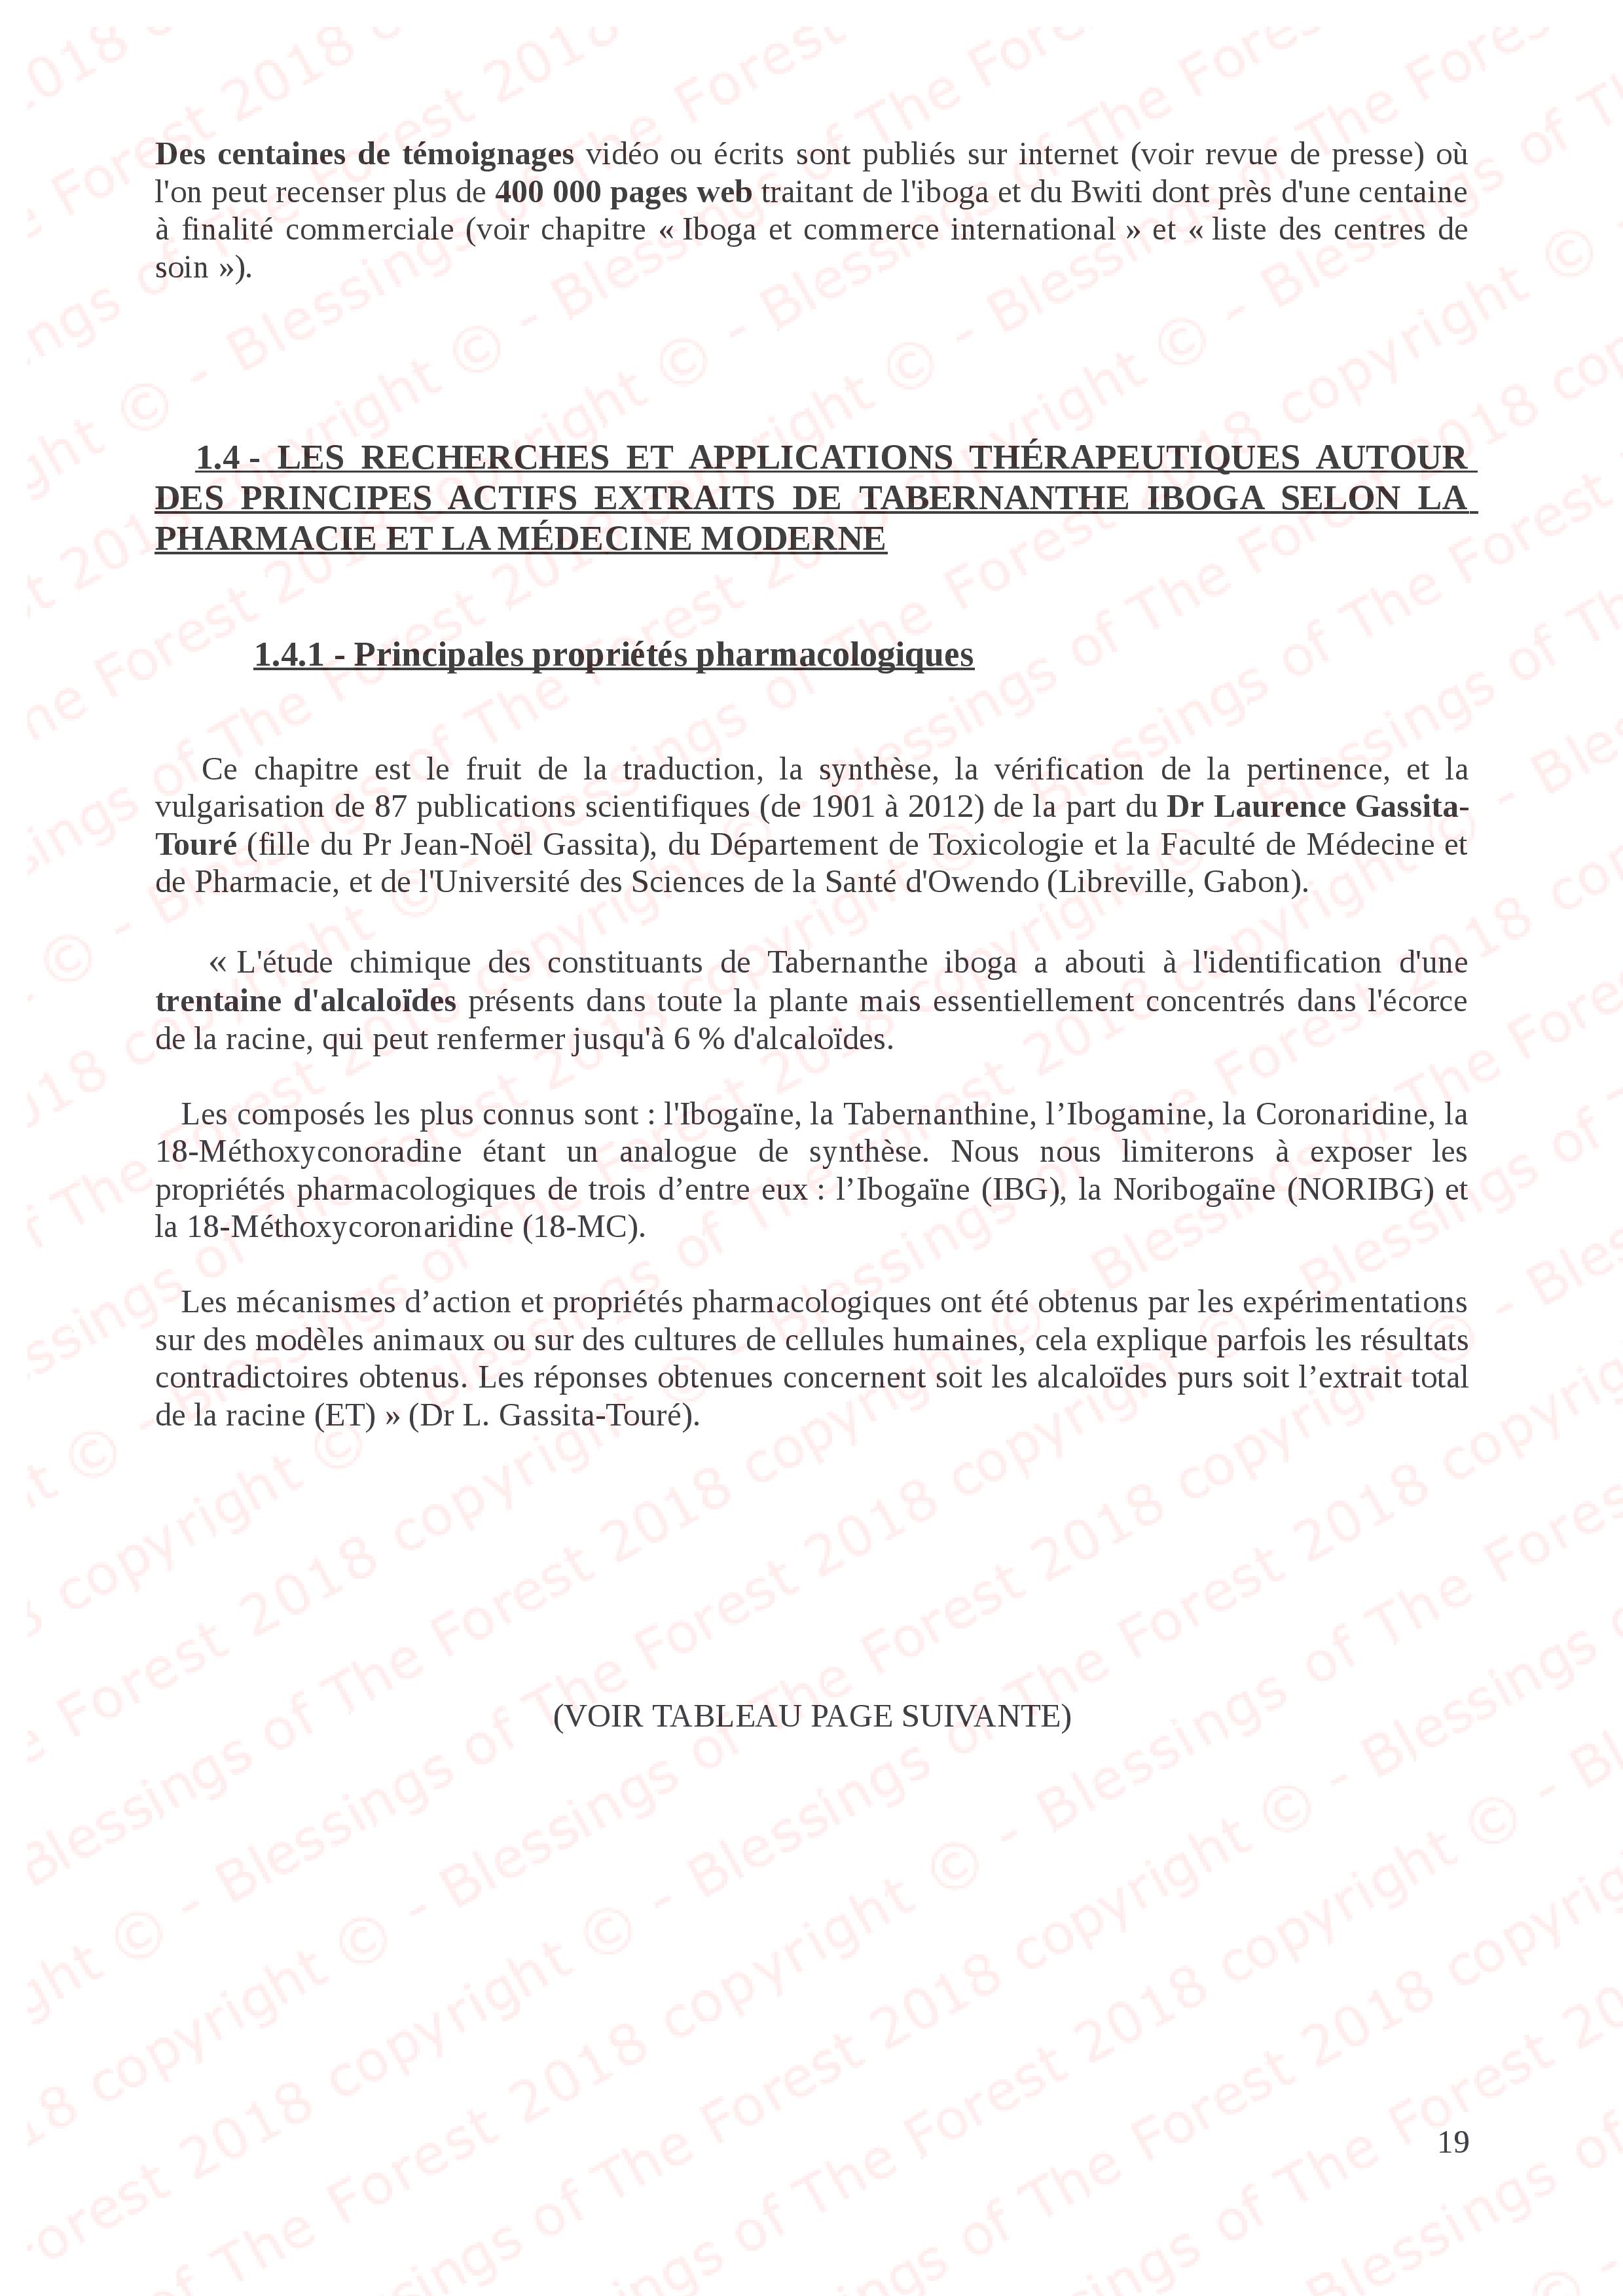 Des centaines de témoignages vidéo ou écrits sont publiés sur internet (voir revue de presse) où
l'on peut recenser plus de 400 000 pages web traitant de l'iboga et du Bwiti dont près d'une centaine
à finalité commerciale (voir chapitre « Iboga et commerce international » et « liste des centres de
soin »).
1.4 - LES RECHERCHES ET APPLICATIONS THÉRAPEUTIQUES AUTOUR
DES PRINCIPES ACTIFS EXTRAITS DE TABERNANTHE IBOGA SELON LA
PHARMACIE ET LA MÉDECINE MODERNE
1.4.1 - Principales propriétés pharmacologiques
Ce chapitre est le fruit de la traduction, la synthèse, la vérification de la pertinence, et la
vulgarisation de 87 publications scientifiques (de 1901 à 2012) de la part du Dr Laurence Gassita-
Touré (fille du Pr Jean-Noël Gassita), du Département de Toxicologie et la Faculté de Médecine et
de Pharmacie, et de l'Université des Sciences de la Santé d'Owendo (Libreville, Gabon).
« L'étude chimique des constituants de Tabernanthe iboga a abouti à l'identification d'une
trentaine d'alcaloïdes présents dans toute la plante mais essentiellement concentrés dans l'écorce
de la racine, qui peut renfermer jusqu'à 6 % d'alcaloïdes.
Les composés les plus connus sont : l'Ibogaïne, la Tabernanthine, l’Ibogamine, la Coronaridine, la
18-Méthoxyconoradine étant un analogue de synthèse. Nous nous limiterons à exposer les
propriétés pharmacologiques de trois d’entre eux : l’Ibogaïne (IBG), la Noribogaïne (NORIBG) et
la 18-Méthoxycoronaridine (18-MC).
Les mécanismes d’action et propriétés pharmacologiques ont été obtenus par les expérimentations
sur des modèles animaux ou sur des cultures de cellules humaines, cela explique parfois les résultats
contradictoires obtenus. Les réponses obtenues concernent soit les alcaloïdes purs soit l’extrait total
de la racine (ET) » (Dr L. Gassita-Touré).
(VOIR TABLEAU PAGE SUIVANTE)
19